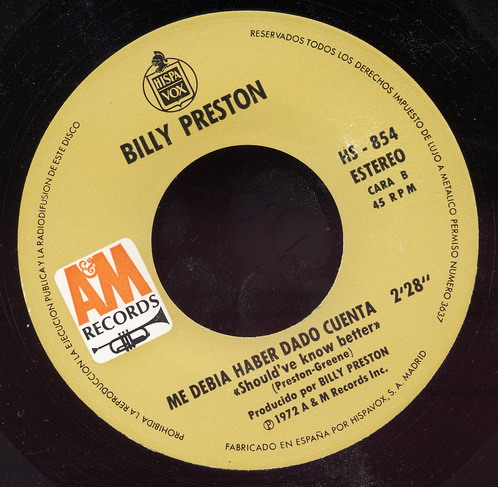 HISPA
VOX
BILLY PRESTON
HS - 854
ESTEREO
CARA B
45 RPM
A&M
RECORDS
ME DEBIA HABER DADO CUENTA 2'28"
«Should've know better»
(Preston-Greene)
Producido por BILLY PRESTON
Ⓟ 1972 A & M Records Inc.
FABRICADO EN ESPAÑA POR HISPAVOX, S. A. MADRID
PROHIBIDA LA REPRODUCCION LA EJECUCION PUBLICA Y LA RADIODIFUSION DE ESTE DISCO
RESERVADOS TODOS LOS DERECHOS IMPUESTO DE LUJO A METALICO PERMISO NUMERO 3637